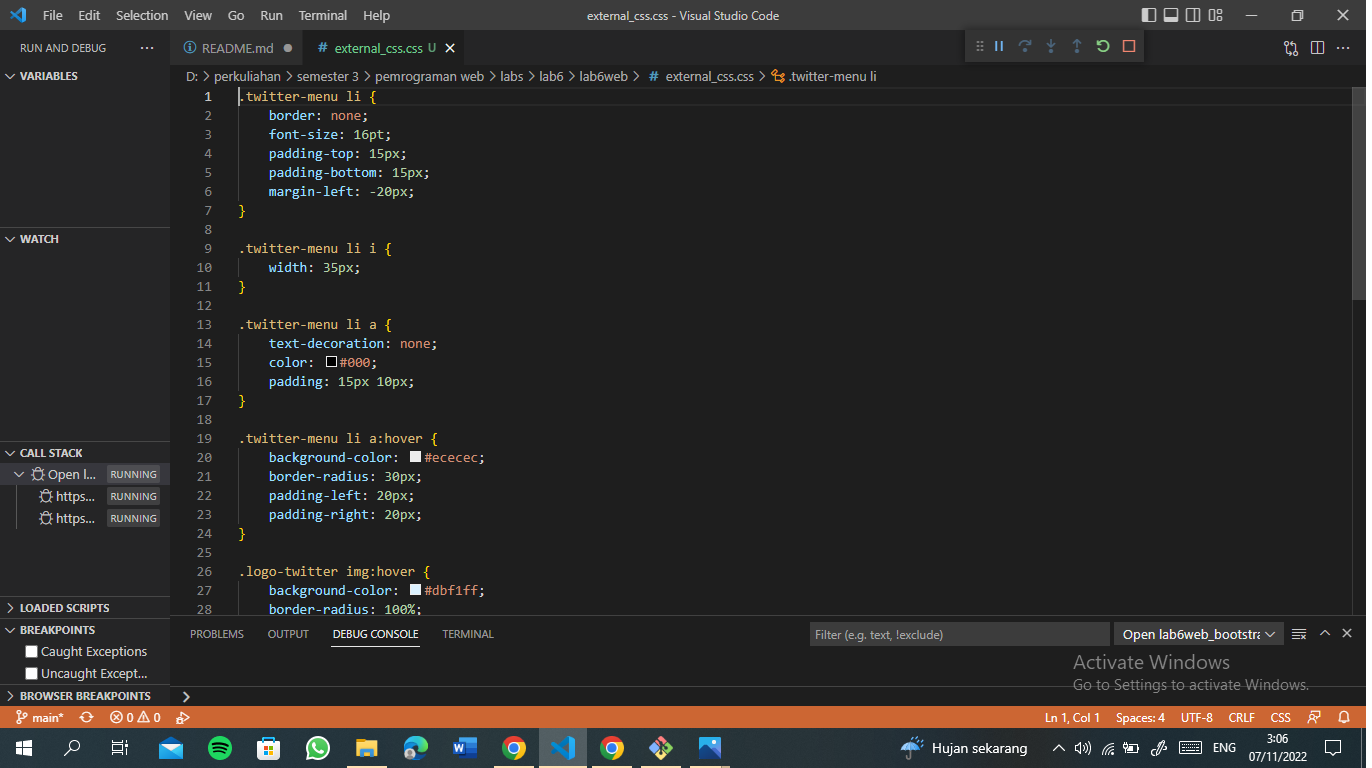 File Edit Selection View Go Run Terminal Help
external_css.css - Visual Studio Code
RUN AND DEBUG ···
README.md
# external_css.css U
D: > perkuliahan > semester 3 > pemrograman web > labs > lab6 > lab6web > # external_css.css > .twitter-menu li
VARIABLES
WATCH
CALL STACK
Open l... RUNNING
https... RUNNING
https... RUNNING
LOADED SCRIPTS
BREAKPOINTS
Caught Exceptions
Uncaught Except...
BROWSER BREAKPOINTS
1 .twitter-menu li {
2 border: none;
3 font-size: 16pt;
4 padding-top: 15px;
5 padding-bottom: 15px;
6 margin-left: -20px;
7 }
8
9 .twitter-menu li i {
10 width: 35px;
11 }
12
13 .twitter-menu li a {
14 text-decoration: none;
15 color: #000;
16 padding: 15px 10px;
17 }
18
19 .twitter-menu li a:hover {
20 background-color: #ececec;
21 border-radius: 30px;
22 padding-left: 20px;
23 padding-right: 20px;
24 }
25
26 .logo-twitter img:hover {
27 background-color: #dbf1ff;
28 border-radius: 100%;
PROBLEMS OUTPUT DEBUG CONSOLE TERMINAL
Filter (e.g. text, !exclude)
Open lab6web_bootstra
Activate Windows
Go to Settings to activate Windows.
main* 0 0
Ln 1, Col 1 Spaces: 4 UTF-8 CRLF CSS
Hujan sekarang
ENG
3:06
07/11/2022